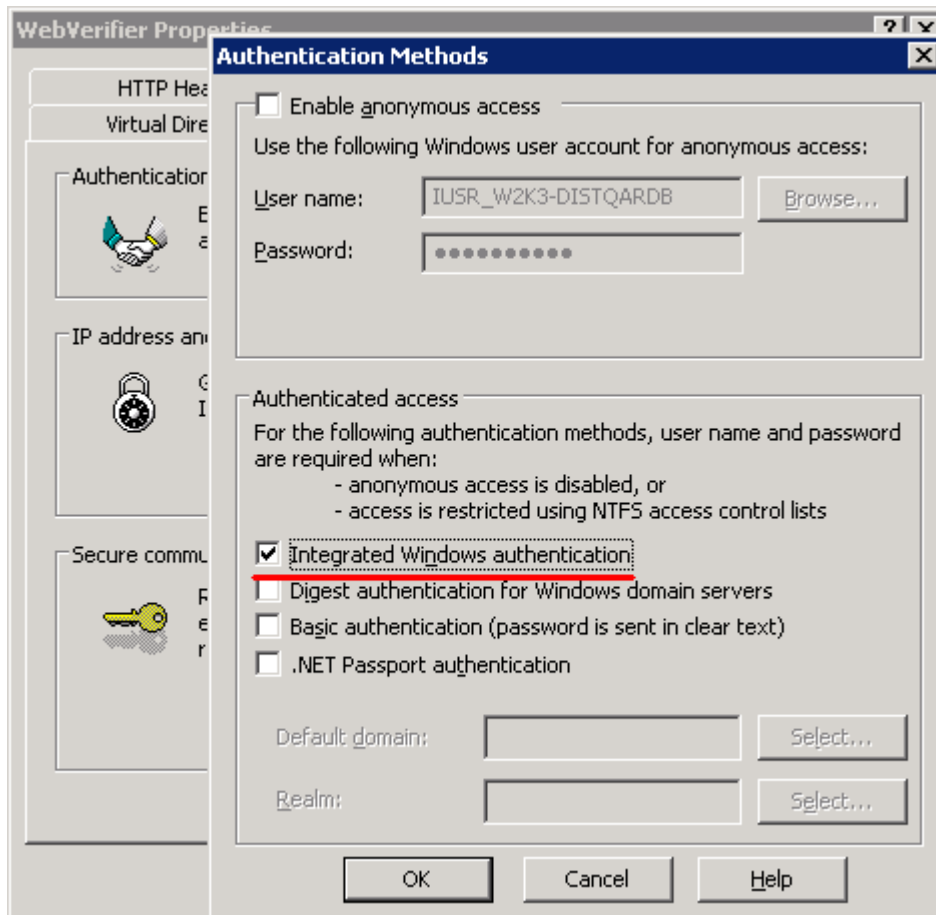 WebVerifier Properties
Authentication Methods
HTTP Hea
Virtual Dire
Authentication
E
a
IP address and
G
I
Secure commu
R
e
r
Enable anonymous access
Use the following Windows user account for anonymous access:
User name:
IUSR_W2K3-DISTQARDB
Browse...
Password:
●●●●●●●●●●
Authenticated access
For the following authentication methods, user name and password
are required when:
- anonymous access is disabled, or
- access is restricted using NTFS access control lists
Integrated Windows authentication
Digest authentication for Windows domain servers
Basic authentication (password is sent in clear text)
.NET Passport authentication
Default domain:
Select...
Realm:
Select...
OK
Cancel
Help